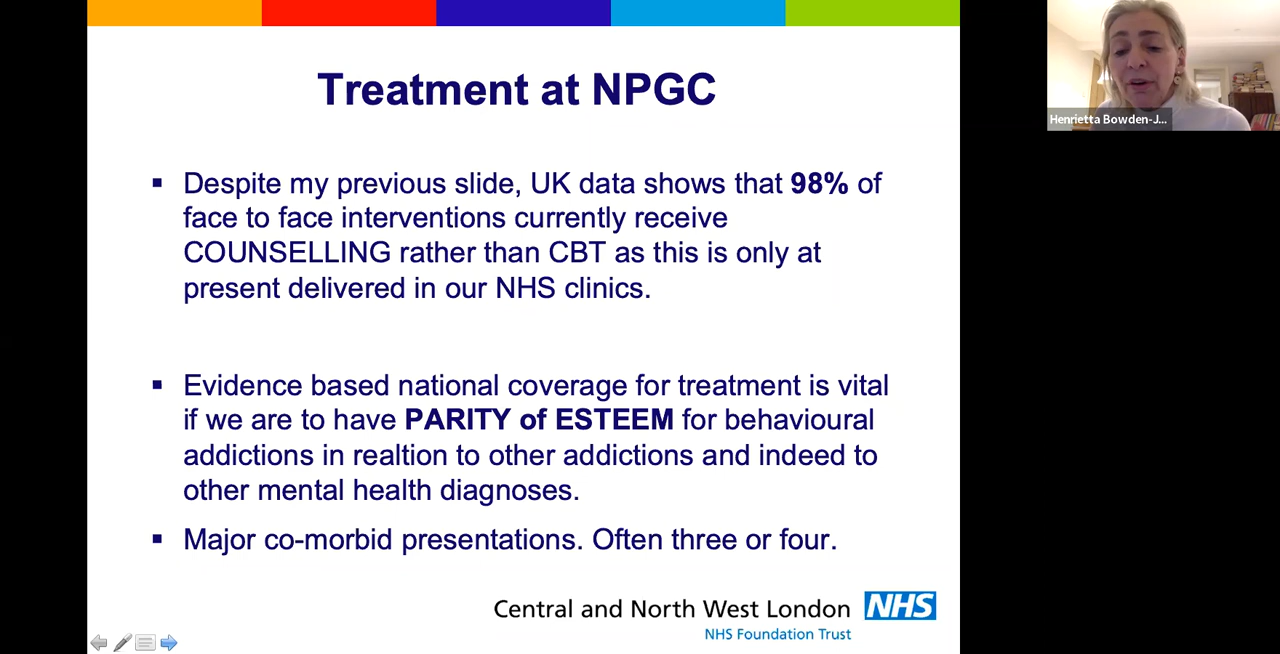 Treatment at NPGC
Henrietta Bowden-J...
▪ Despite my previous slide, UK data shows that 98% of
face to face interventions currently receive
COUNSELLING rather than CBT as this is only at
present delivered in our NHS clinics.
▪ Evidence based national coverage for treatment is vital
if we are to have PARITY of ESTEEM for behavioural
addictions in realtion to other addictions and indeed to
other mental health diagnoses.
▪ Major co-morbid presentations. Often three or four.
Central and North West London NHS
NHS Foundation Trust